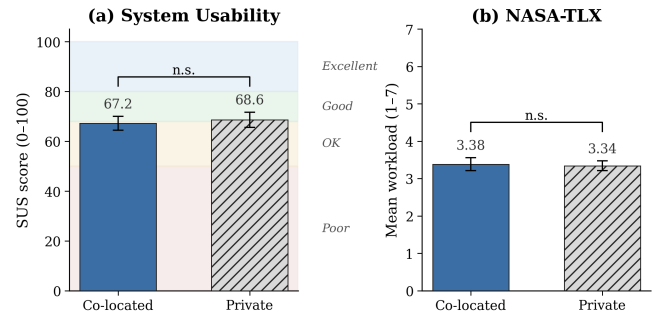 (a) System Usability
SUS score (0–100)
100
80
60
40
20
0
n.s.
67.2
68.6
Co-located
Private
Excellent
Good
OK
Poor
(b) NASA-TLX
Mean workload (1–7)
7
6
5
4
3
2
1
0
n.s.
3.38
3.34
Co-located
Private